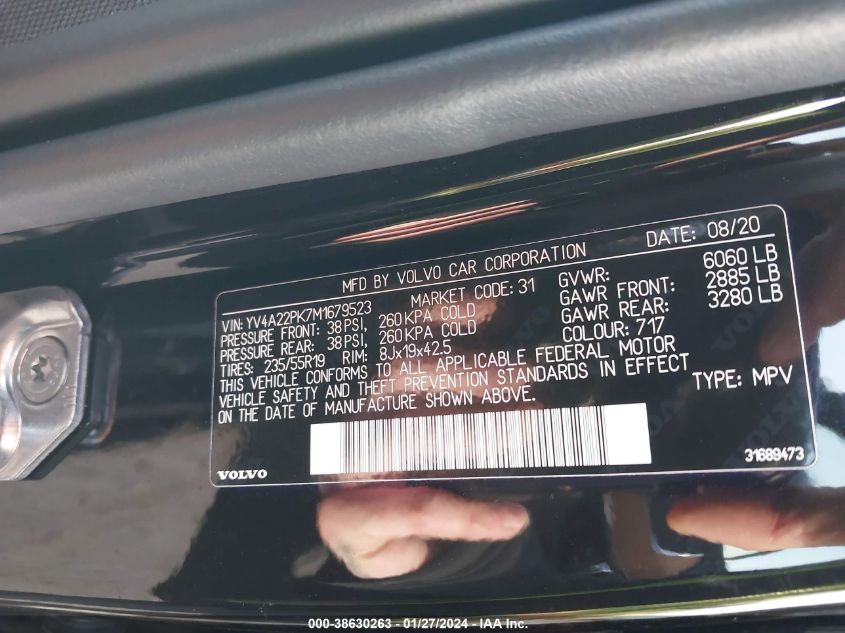 MFD BY VOLVO CAR CORPORATION DATE: 08/20
VIN: YV4A22PK7M1679523 MARKET CODE: 31 GVWR: 6060 LB
PRESSURE FRONT: 38 PSI, 260 KPA COLD GAWR FRONT: 2885 LB
PRESSURE REAR: 38 PSI, 260 KPA COLD GAWR REAR: 3280 LB
TIRES: 235/55R19 RIM: 8Jx19x42.5 COLOUR: 717
THIS VEHICLE CONFORMS TO ALL APPLICABLE FEDERAL MOTOR
VEHICLE SAFETY AND THEFT PREVENTION STANDARDS IN EFFECT
ON THE DATE OF MANUFACTURE SHOWN ABOVE. TYPE: MPV
VOLVO 31689473
000-38630263 - 01/27/2024 - IAA Inc.